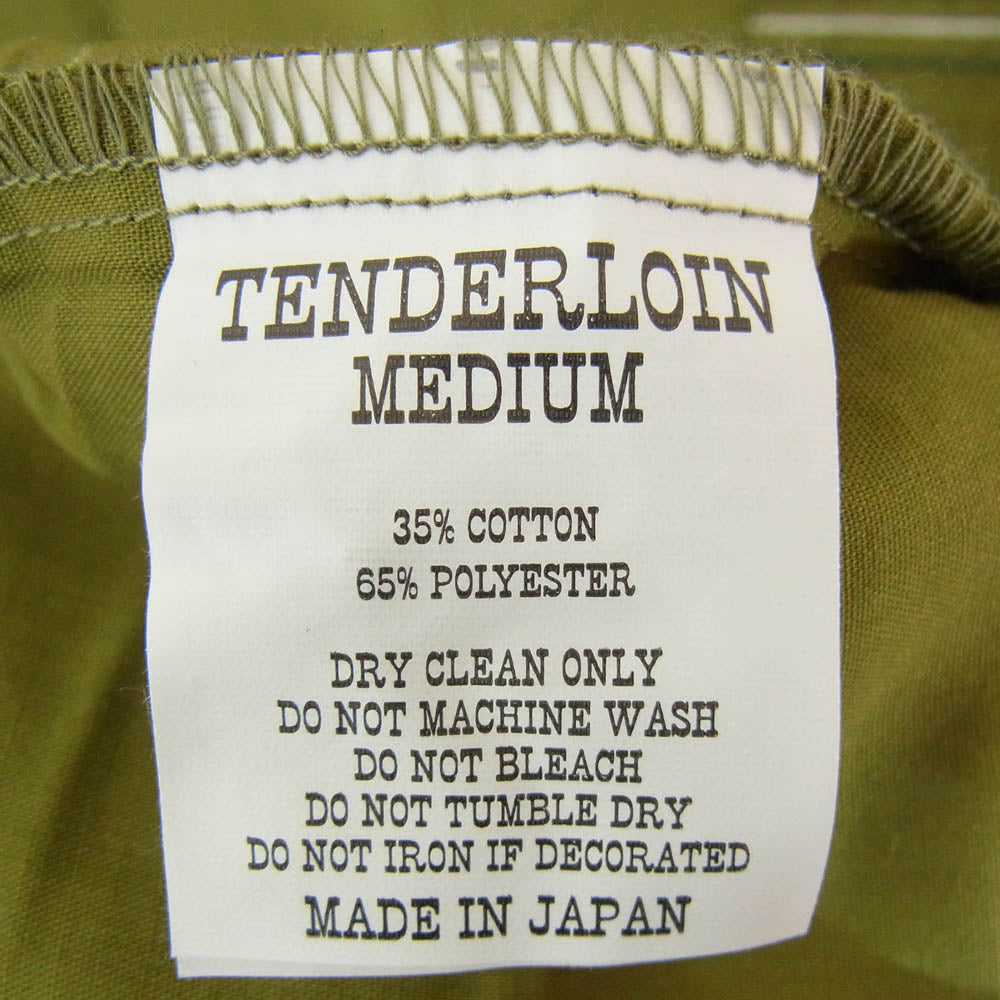 TENDERLOIN
MEDIUM
35% COTTON
65% POLYESTER
DRY CLEAN ONLY
DO NOT MACHINE WASH
DO NOT BLEACH
DO NOT TUMBLE DRY
DO NOT IRON IF DECORATED
MADE IN JAPAN